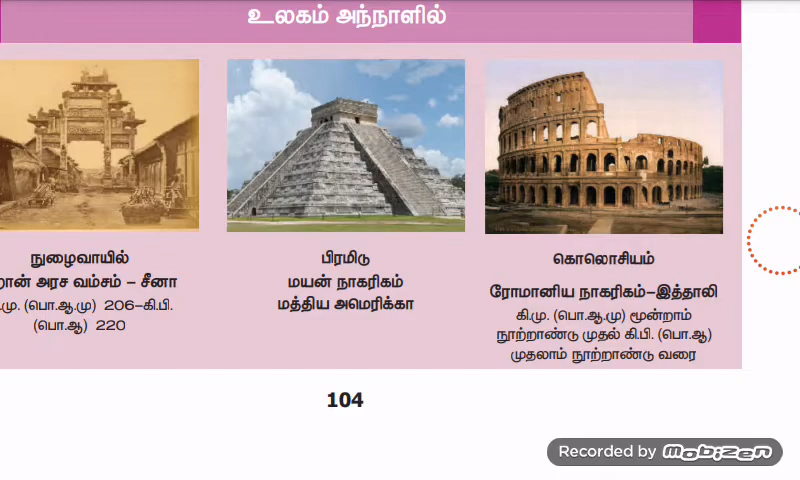 உலகம் அந்நாளில்
நுழைவாயில்
அரச வம்சம் – சீனா
மு. (பொ.ஆ.மு) 206–கி.பி.
(பொ.ஆ) 220
பிரமிடு
மயன் நாகரிகம்
மத்திய அமெரிக்கா
கொலொசியம்
ரோமானிய நாகரிகம்–இத்தாலி
கி.மு. (பொ.ஆ.மு) மூன்றாம்
நூற்றாண்டு முதல் கி.பி. (பொ.ஆ)
முதலாம் நூற்றாண்டு வரை
104
Recorded by mobizen